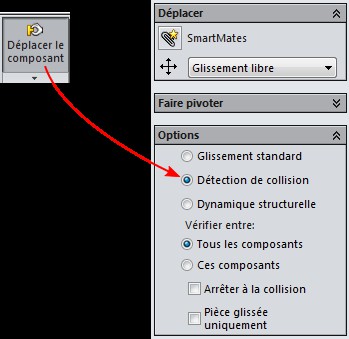 Déplacer le
composant
Déplacer
SmartMates
Glissement libre
Faire pivoter
Options
Glissement standard
Détection de collision
Dynamique structurelle
Vérifier entre:
Tous les composants
Ces composants
Arrêter à la collision
Pièce glissée
uniquement